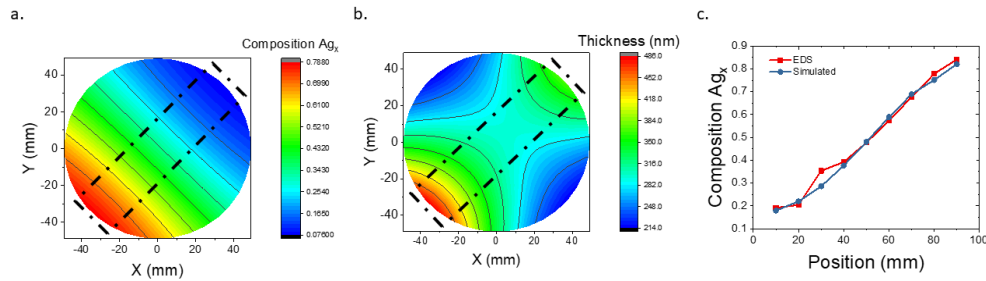 a.
Composition Agx
0.7880
0.6990
0.6100
0.5210
0.4320
0.3430
0.2540
0.1650
0.07600
40
20
0
-20
-40
Y (mm)
-40 -20 0 20 40
X (mm)
b.
Thickness (nm)
486.0
452.0
418.0
384.0
350.0
316.0
282.0
248.0
214.0
40
20
0
-20
-40
Y (mm)
-40 -20 0 20 40
X (mm)
c.
EDS
Simulated
0.9
0.8
0.7
0.6
0.5
0.4
0.3
0.2
0.1
Composition Agx
0 20 40 60 80 100
Position (mm)